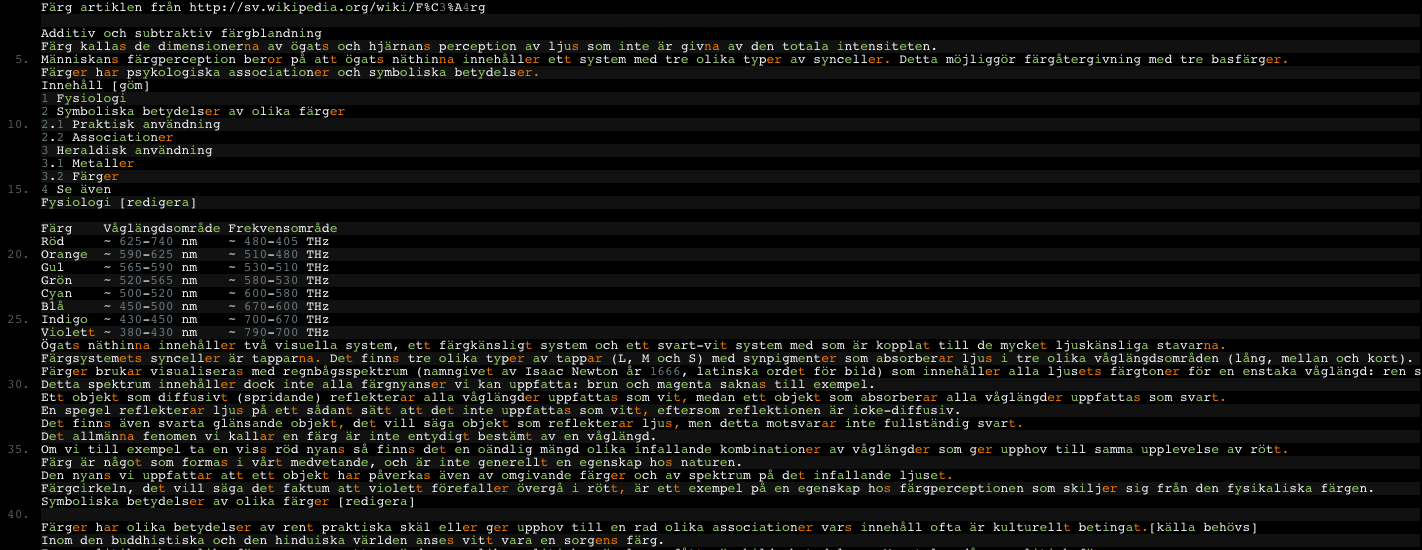 Färg artiklen från http://sv.wikipedia.org/wiki/F%C3%A4rg
Additiv och subtraktiv färgblandning
Färg kallas de dimensionerna av ögats och hjärnans perception av ljus som inte är givna av den totala intensiteten.
5. Människans färgperception beror på att ögats näthinna innehåller ett system med tre olika typer av synceller. Detta möjliggör färgåtergivning med tre basfärger.
Färger har psykologiska associationer och symboliska betydelser.
Innehåll [göm]
1 Fysiologi
2 Symboliska betydelser av olika färger
10. 2.1 Praktisk användning
2.2 Associationer
3 Heraldisk användning
3.1 Metaller
3.2 Färger
15. 4 Se även
Fysiologi [redigera]
Färg Våglängdsområde Frekvensområde
Röd ~ 625-740 nm ~ 480-405 THz
20. Orange ~ 590-625 nm ~ 510-480 THz
Gul ~ 565-590 nm ~ 530-510 THz
Grön ~ 520-565 nm ~ 580-530 THz
Cyan ~ 500-520 nm ~ 600-580 THz
Blå ~ 450-500 nm ~ 670-600 THz
25. Indigo ~ 430-450 nm ~ 700-670 THz
Violett ~ 380-430 nm ~ 790-700 THz
Ögats näthinna innehåller två visuella system, ett färgkänsligt system och ett svart-vit system med som är kopplat till de mycket ljuskänsliga stavarna.
Färgsystemets synceller är tapparna. Det finns tre olika typer av tappar (L, M och S) med synpigmenter som absorberar ljus i tre olika våglängdsområden (lång, mellan och kort).
Färger brukar visualiseras med regnbågsspektrum (namngivet av Isaac Newton år 1666, latinska ordet för bild) som innehåller alla ljusets färgtoner för en enstaka våglängd: ren s
30. Detta spektrum innehåller dock inte alla färgnyanser vi kan uppfatta: brun och magenta saknas till exempel.
Ett objekt som diffusivt (spridande) reflekterar alla våglängder uppfattas som vit, medan ett objekt som absorberar alla våglängder uppfattas som svart.
En spegel reflekterar ljus på ett sådant sätt att det inte uppfattas som vitt, eftersom reflektionen är icke-diffusiv.
Det finns även svarta glänsande objekt, det vill säga objekt som reflekterar ljus, men detta motsvarar inte fullständig svart.
Det allmänna fenomen vi kallar en färg är inte entydigt bestämt av en våglängd.
35. Om vi till exempel ta en viss röd nyans så finns det en oändlig mängd olika infallande kombinationer av våglängder som ger upphov till samma upplevelse av rött.
Färg är något som formas i vårt medvetande, och är inte generellt en egenskap hos naturen.
Den nyans vi uppfattar att ett objekt har påverkas även av omgivande färger och av spektrum på det infallande ljuset.
Färgcirkeln, det vill säga det faktum att violett förefaller övergå i rött, är ett exempel på en egenskap hos färgperceptionen som skiljer sig från den fysikaliska färgen.
Symboliska betydelser av olika färger [redigera]
40.
Färger har olika betydelser av rent praktiska skäl eller ger upphov till en rad olika associationer vars innehåll ofta är kulturellt betingat.[källa behövs]
Inom den buddhistiska och den hinduiska världen anses vitt vara en sorgens färg.